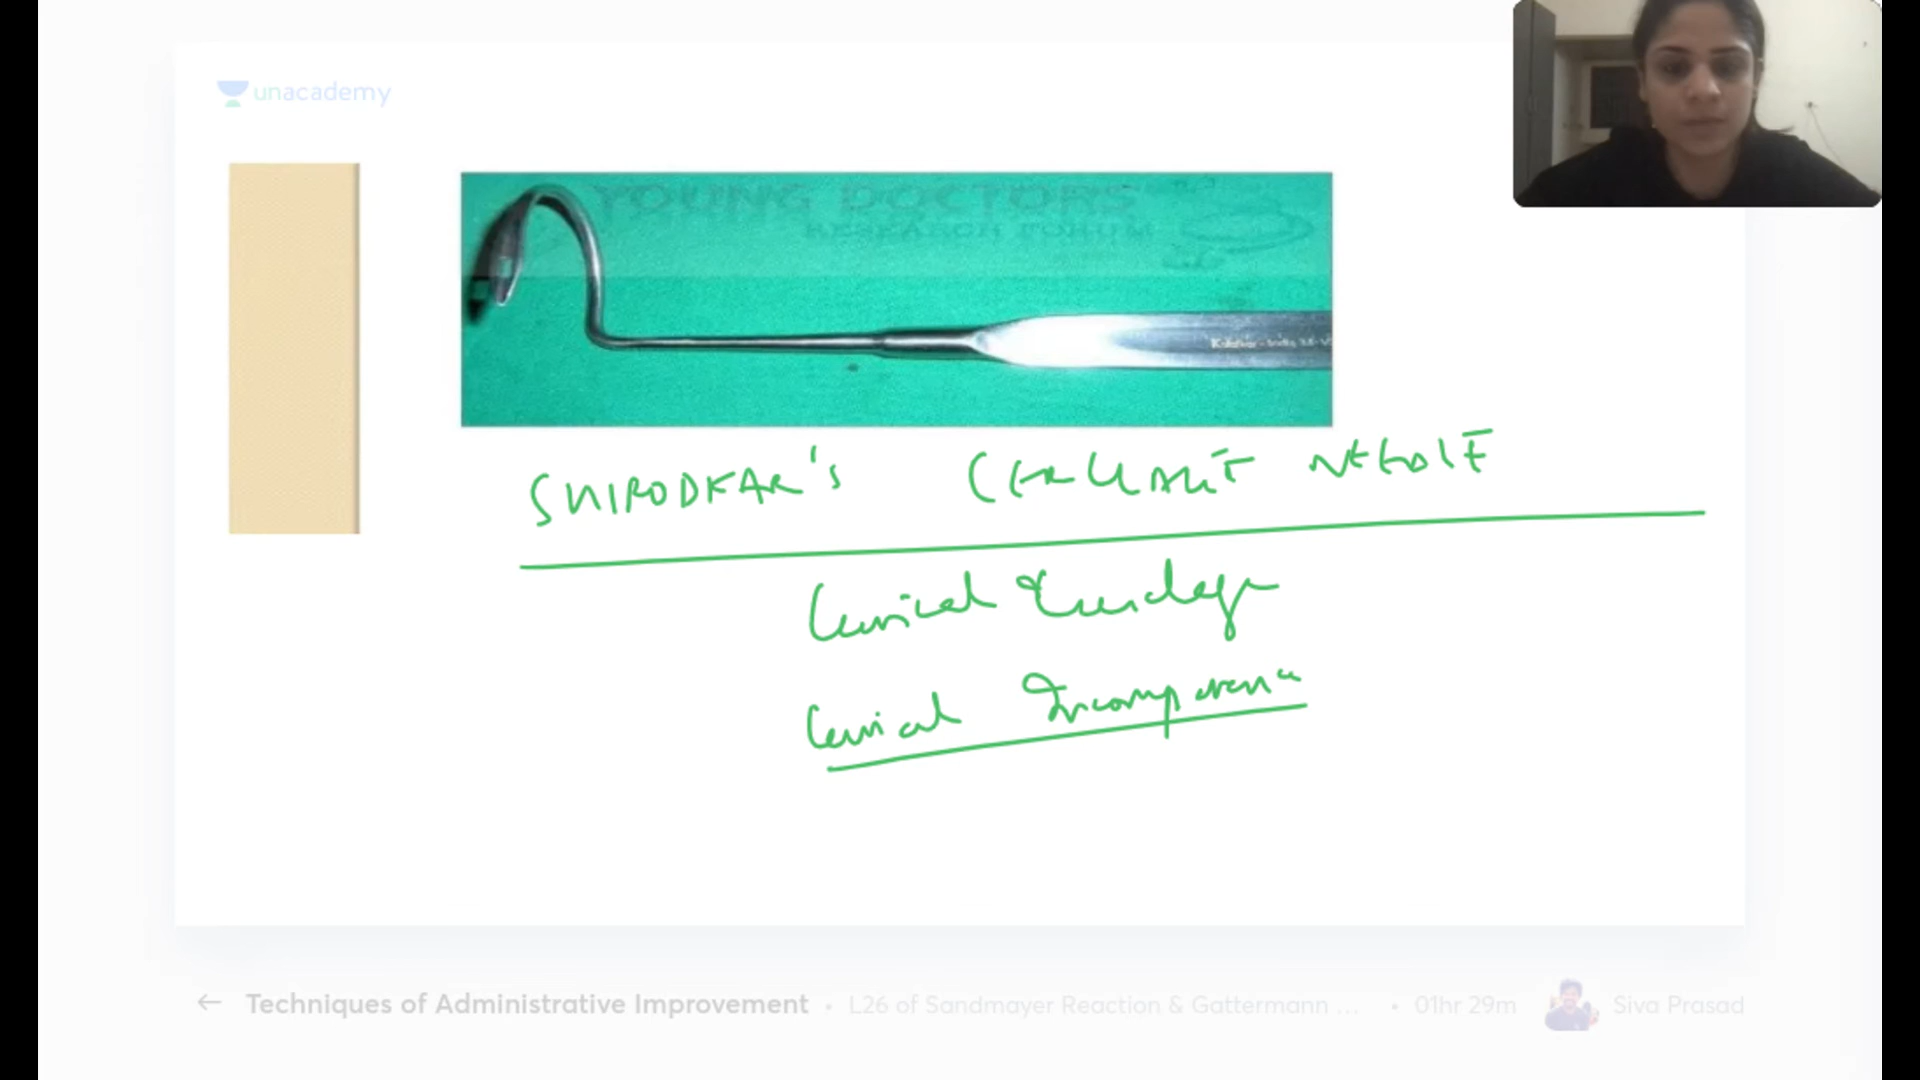 unacademy
YOUNG DOCTORS
RESEARCH FORUM
SHIRODKAR'S CERCLAGE NEEDLE
Cervical Encerclage
Cervical Incompetence
Techniques of Administrative Improvement • L26 of Sandmayer Reaction & Gattermann ... • 01hr 29m Siva Prasad